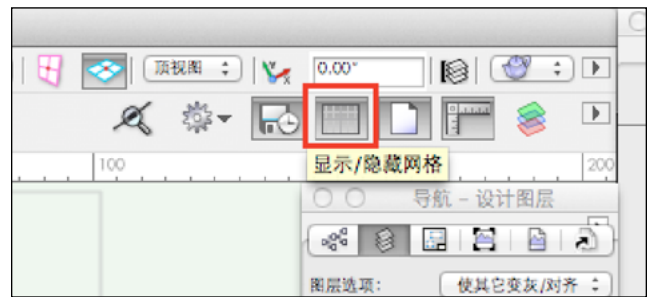 顶视图
0.00°
100
200
显示/隐藏网格
导航 – 设计图层
图层选项:
使其它变灰/对齐